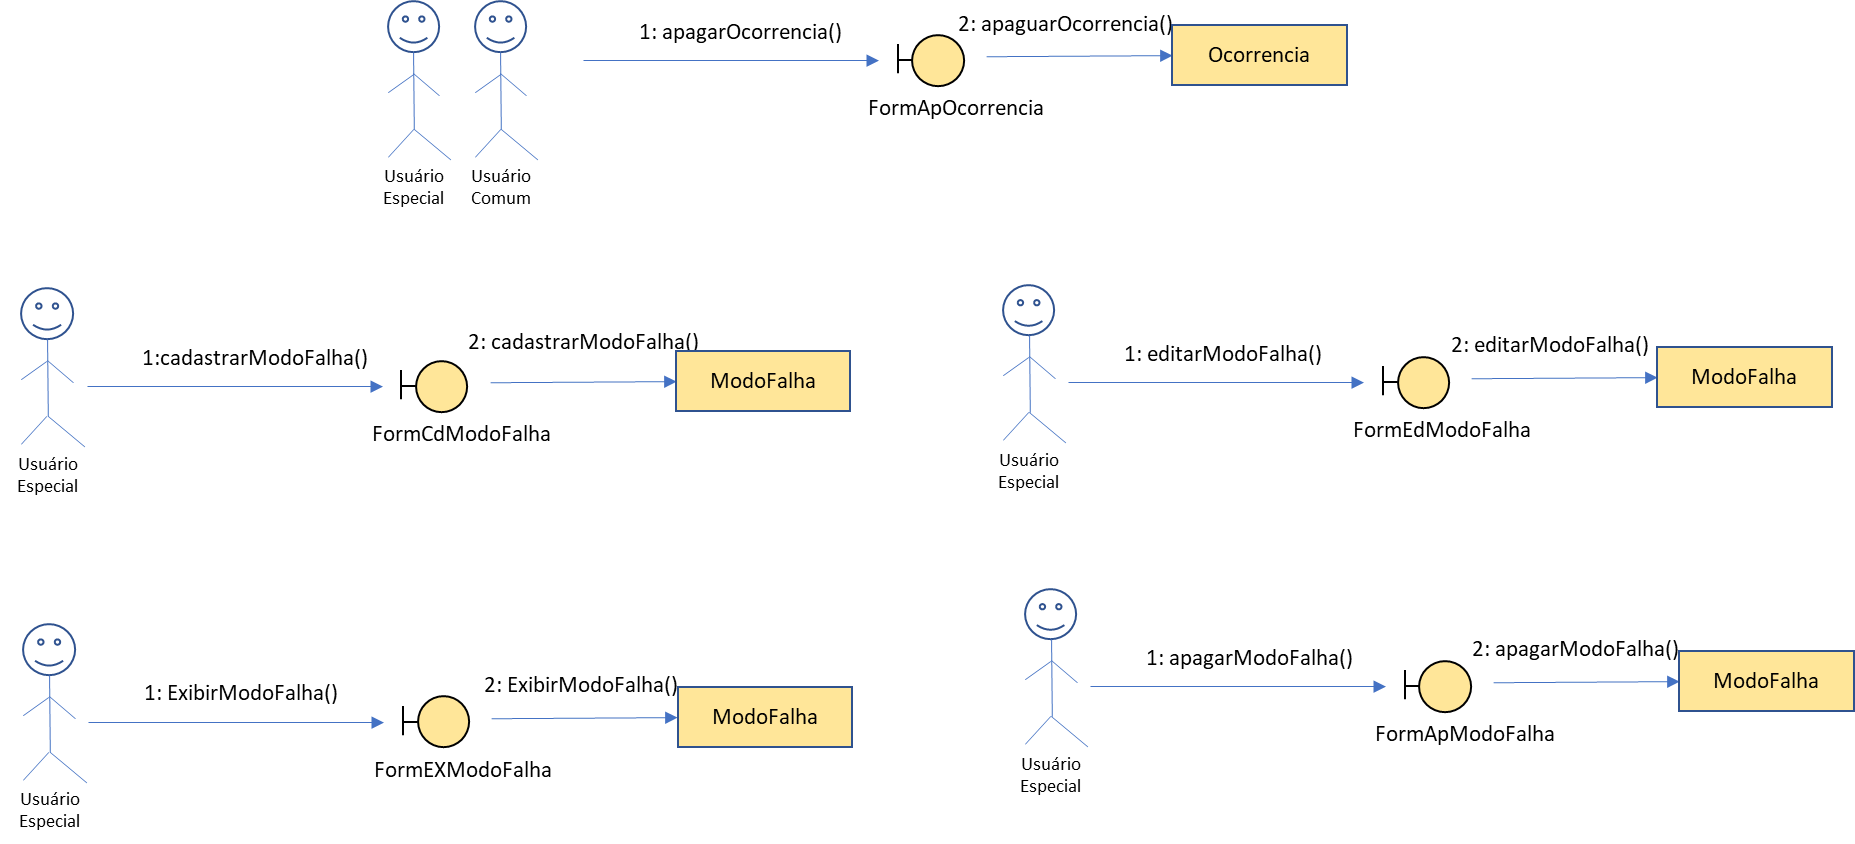 1: apagarOcorrencia()
2: apaguarOcorrencia()
Ocorrencia
FormApOcorrencia
Usuário
Especial
Usuário
Comum
1:cadastrarModoFalha()
2: cadastrarModoFalha()
ModoFalha
FormCdModoFalha
Usuário
Especial
1: editarModoFalha()
2: editarModoFalha()
ModoFalha
FormEdModoFalha
Usuário
Especial
1: ExibirModoFalha()
2: ExibirModoFalha()
ModoFalha
FormEXModoFalha
Usuário
Especial
1: apagarModoFalha()
2: apagarModoFalha()
ModoFalha
FormApModoFalha
Usuário
Especial